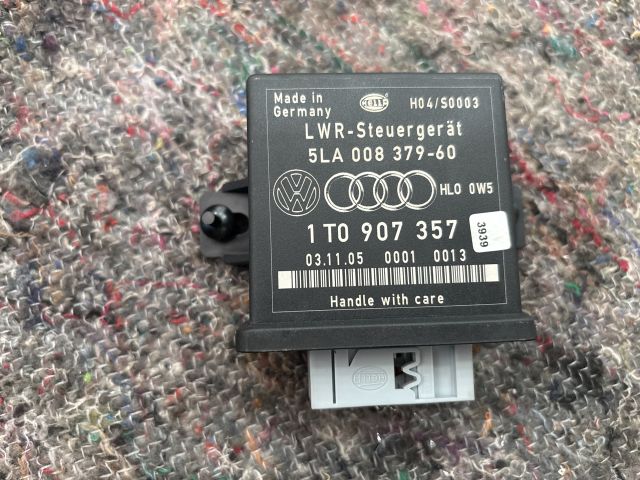 Made in
Germany
HELLA
H04/S0003
LWR-Steuergerät
5LA 008 379-60
HLO 0W5
1T0 907 357
3939
03.11.05 0001 0013
Handle with care
HELLA